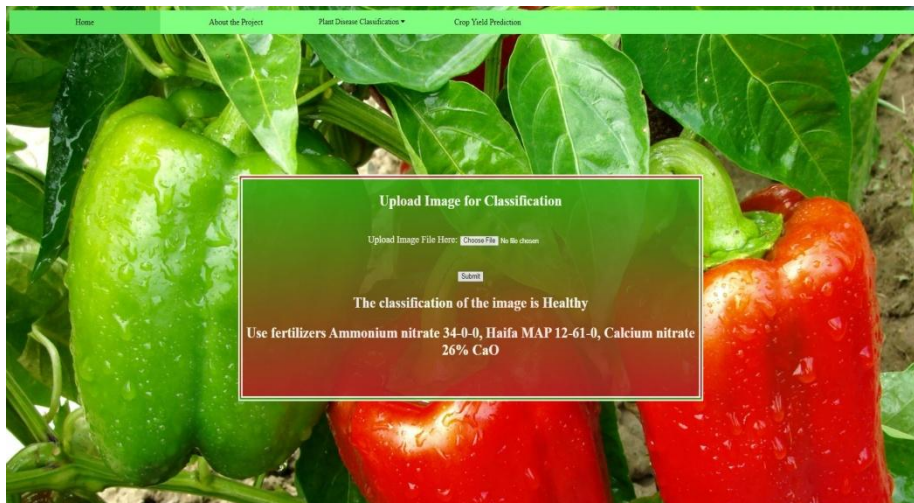 Home About the Project Plant Disease Classification Crop Yield Prediction
Upload Image for Classification
Upload Image File Here: Choose File No file chosen
Submit
The classification of the image is Healthy
Use fertilizers Ammonium nitrate 34-0-0, Haifa MAP 12-61-0, Calcium nitrate
26% CaO